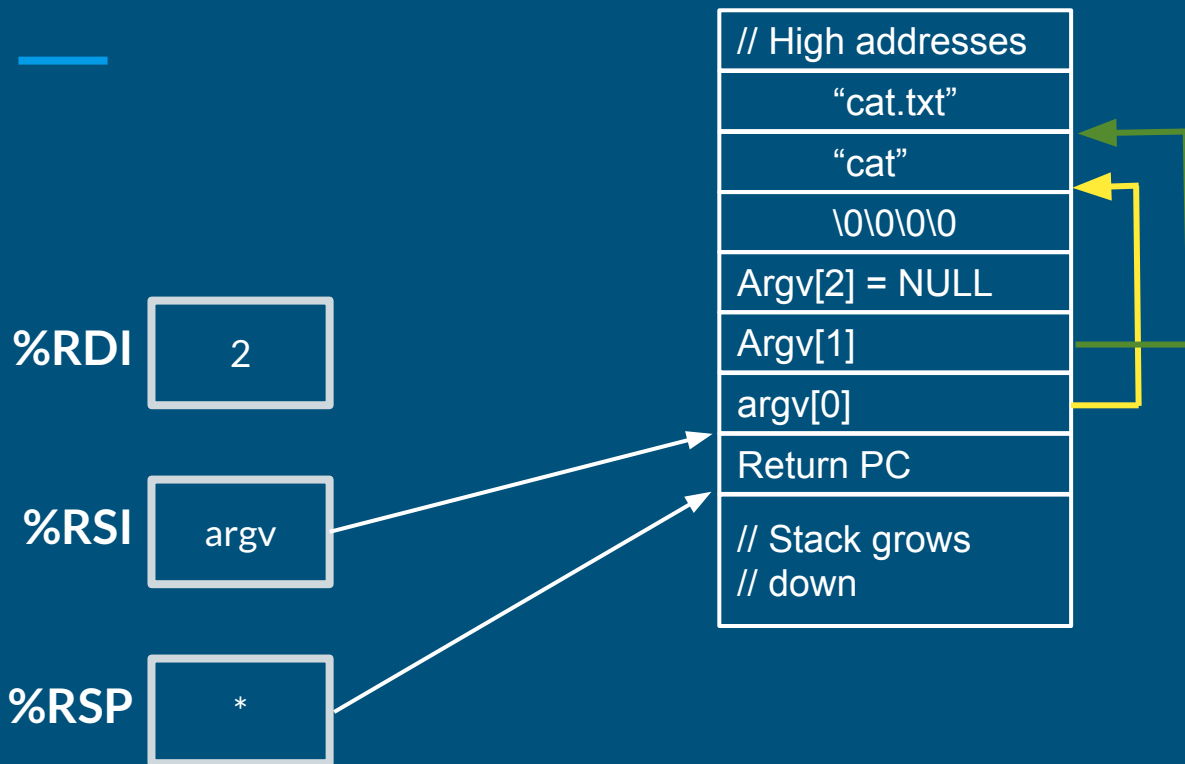 // High addresses
“cat.txt”
“cat”
\0\0\0\0
Argv[2] = NULL
Argv[1]
argv[0]
Return PC
// Stack grows
// down
%RDI
2
%RSI
argv
%RSP
*